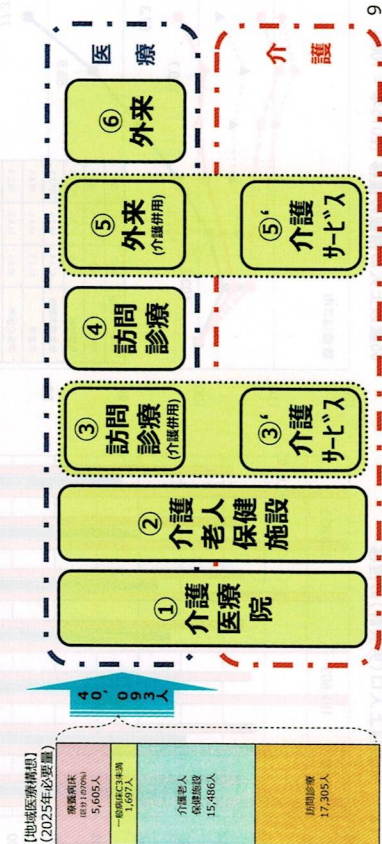 【地域医療構想】
(2025年必要量)
療養病床
(区分１の70%)
5,605人
一般病床C3未満
1,697人
介護老人
保健施設
15,486人
訪問診療
17,305人
40,093人
①
介護
医療
院
②
介護
老人
保健
施設
③
訪問
診療
(介護併用)
③‘
介護
サービス
④
訪問
診療
⑤
外来
(介護併用)
⑤‘
介護
サービス
⑥
外来
医療
介護
9